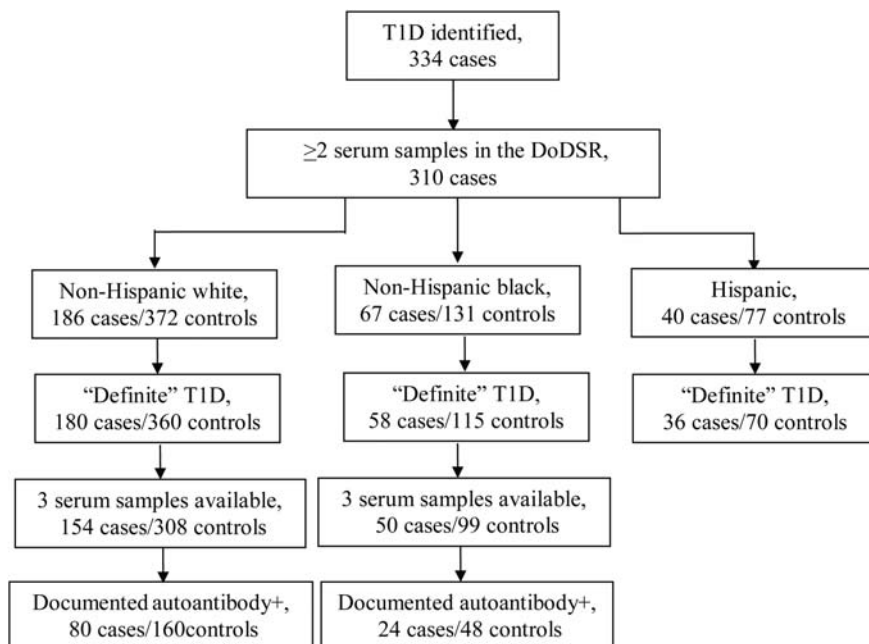 T1D identified,
334 cases
≥2 serum samples in the DoDSR,
310 cases
Non-Hispanic white,
186 cases/372 controls
Non-Hispanic black,
67 cases/131 controls
Hispanic,
40 cases/77 controls
“Definite” T1D,
180 cases/360 controls
“Definite” T1D,
58 cases/115 controls
“Definite” T1D,
36 cases/70 controls
3 serum samples available,
154 cases/308 controls
3 serum samples available,
50 cases/99 controls
Documented autoantibody+,
80 cases/160controls
Documented autoantibody+,
24 cases/48 controls